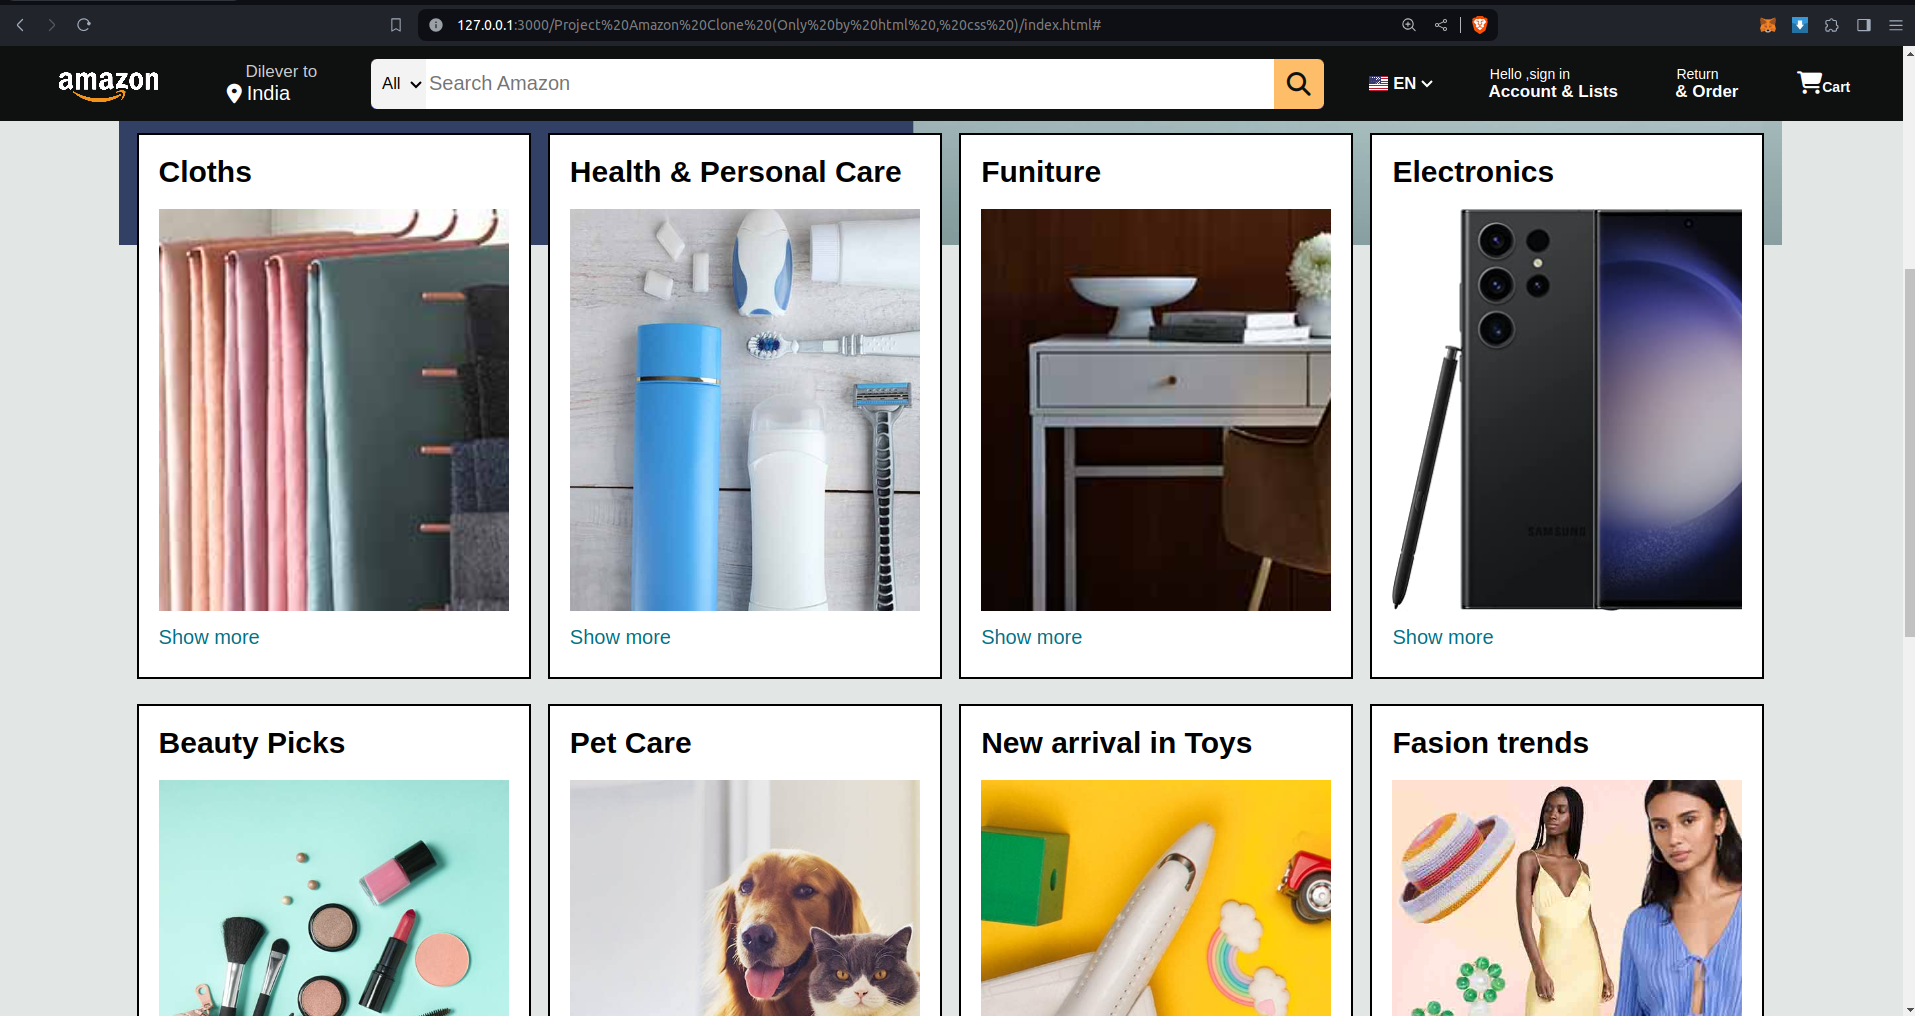 127.0.0.1:3000/Project%20Amazon%20Clone%20(Only%20by%20html%20,%20css%20)/index.html#
amazon
Dilever to
India
All
Search Amazon
EN
Hello ,sign in
Account & Lists
Return
& Order
Cart
Cloths
Health & Personal Care
Funiture
Electronics
SAMSUNG
Show more
Show more
Show more
Show more
Beauty Picks
Pet Care
New arrival in Toys
Fasion trends